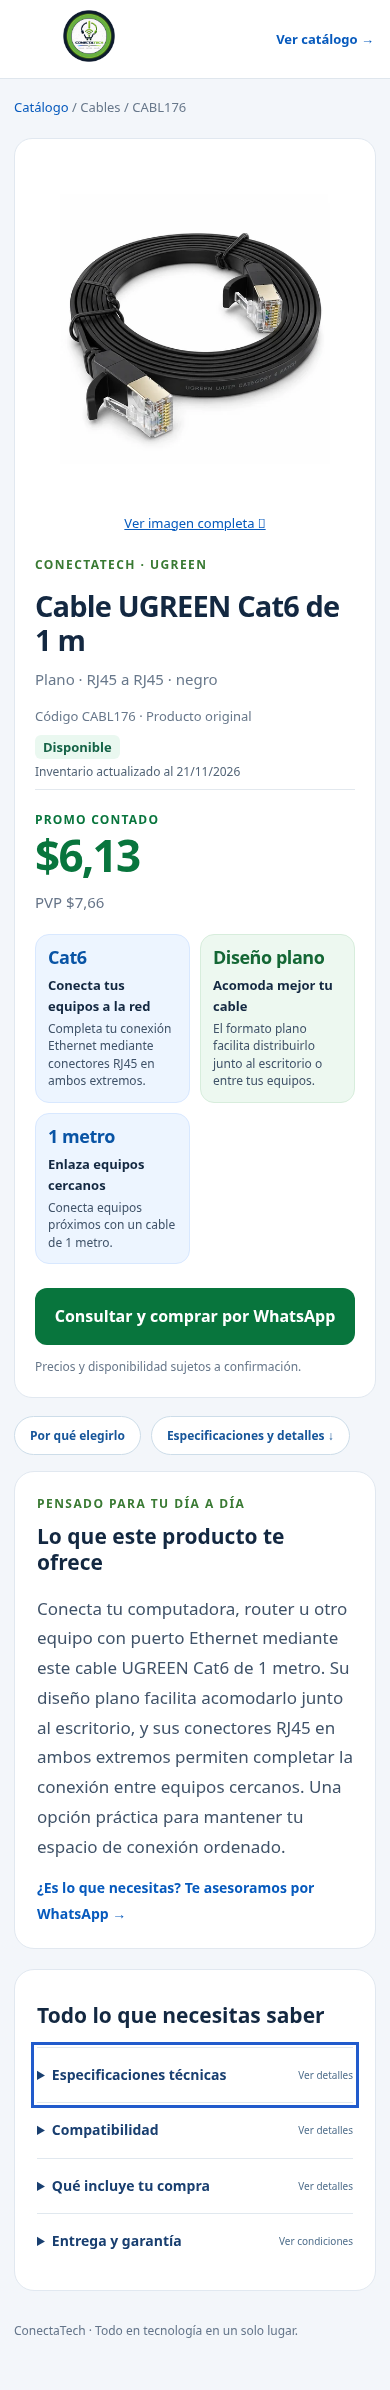 CONECTATECH
Ver catálogo →
Catálogo / Cables / CABL176
UGREEN U/UTP CATEGORY 6
Ver imagen completa
CONECTATECH · UGREEN
Cable UGREEN Cat6 de
1 m
Plano · RJ45 a RJ45 · negro
Código CABL176 · Producto original
Disponible
Inventario actualizado al 21/11/2026
PROMO CONTADO
$6,13
PVP $7,66
Cat6
Conecta tus
equipos a la red
Completa tu conexión
Ethernet mediante
conectores RJ45 en
ambos extremos.
Diseño plano
Acomoda mejor tu
cable
El formato plano
facilita distribuirlo
junto al escritorio o
entre tus equipos.
1 metro
Enlaza equipos
cercanos
Conecta equipos
próximos con un cable
de 1 metro.
Consultar y comprar por WhatsApp
Precios y disponibilidad sujetos a confirmación.
Por qué elegirlo
Especificaciones y detalles ↓
PENSADO PARA TU DÍA A DÍA
Lo que este producto te
ofrece
Conecta tu computadora, router u otro
equipo con puerto Ethernet mediante
este cable UGREEN Cat6 de 1 metro. Su
diseño plano facilita acomodarlo junto
al escritorio, y sus conectores RJ45 en
ambos extremos permiten completar la
conexión entre equipos cercanos. Una
opción práctica para mantener tu
espacio de conexión ordenado.
¿Es lo que necesitas? Te asesoramos por
WhatsApp →
Todo lo que necesitas saber
▶ Especificaciones técnicas Ver detalles
▶ Compatibilidad Ver detalles
▶ Qué incluye tu compra Ver detalles
▶ Entrega y garantía Ver condiciones
ConectaTech · Todo en tecnología en un solo lugar.